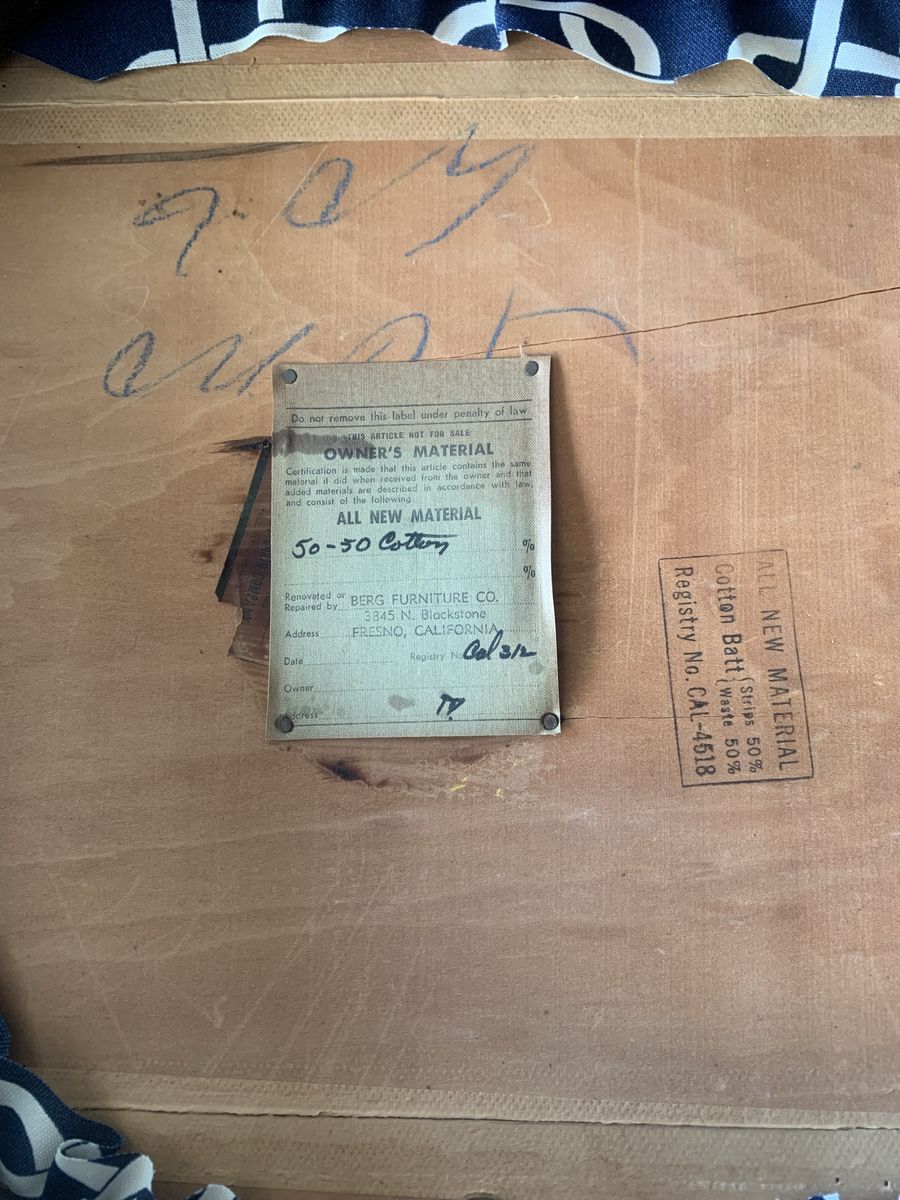 Do not remove this label under penalty of law
THIS ARTICLE NOT FOR SALE
OWNER'S MATERIAL
Certification is made that this article contains the same
material it did when received from the owner and that
added materials are described in accordance with law,
and consist of the following
ALL NEW MATERIAL
50-50 Cotton %
%
Renovated or
Repaired by BERG FURNITURE CO.
3845 N. Blackstone
Address FRESNO, CALIFORNIA
Date Registry No. Cal 312
Owner
Address
ALL NEW MATERIAL
Cotton Batt { Strips 50%
Waste 50%
Registry No. CAL-4518